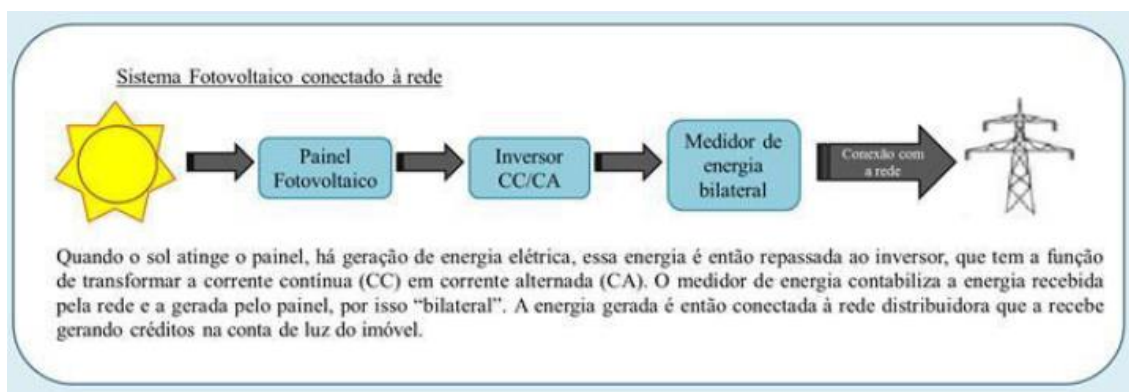 Sistema Fotovoltaico conectado à rede
Painel
Fotovoltaico
Inversor
CC/CA
Medidor de
energia
bilateral
Conexão com
a rede
Quando o sol atinge o painel, há geração de energia elétrica, essa energia é então repassada ao inversor, que tem a função
de transformar a corrente contínua (CC) em corrente alternada (CA). O medidor de energia contabiliza a energia recebida
pela rede e a gerada pelo painel, por isso “bilateral”. A energia gerada é então conectada à rede distribuidora que a recebe
gerando créditos na conta de luz do imóvel.